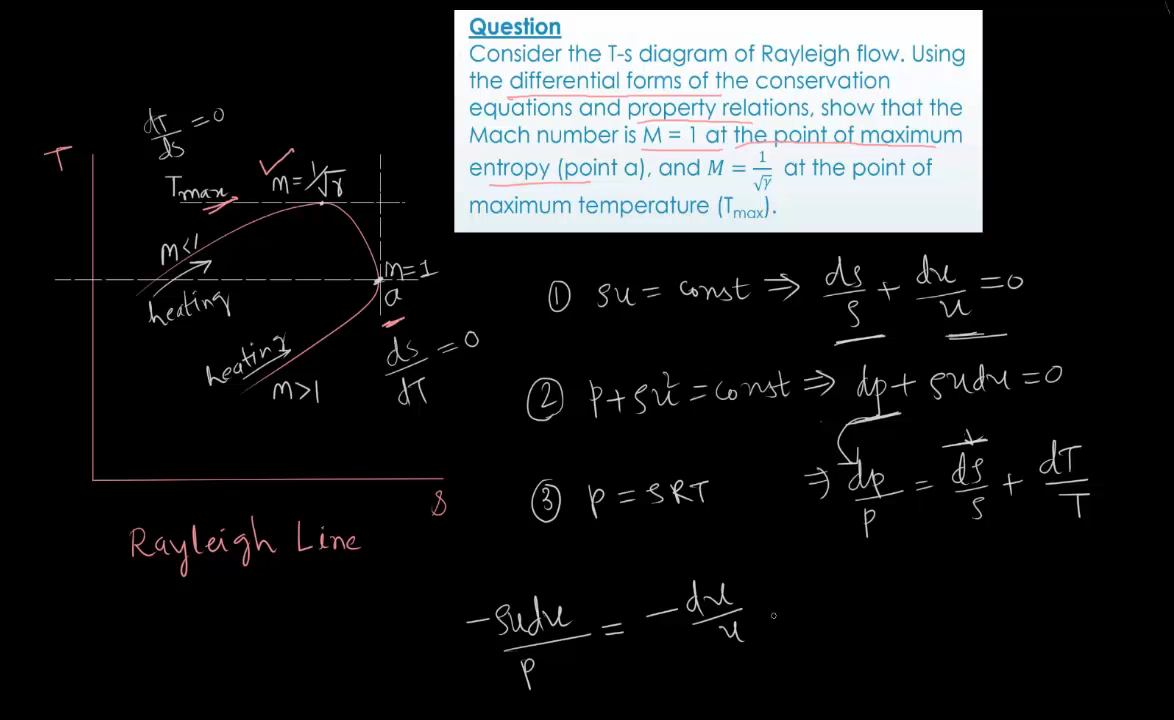 Question
Consider the T-s diagram of Rayleigh flow. Using
the differential forms of the conservation
equations and property relations, show that the
Mach number is M = 1 at the point of maximum
entropy (point a), and M = 1/√γ at the point of
maximum temperature (Tmax).
dT/ds = 0
T
Tmax
M = 1/√γ
M<1
heating
M=1
a
heating
M>1
ds/dT = 0
s
Rayleigh Line
① ρu = const ⇒ dρ/ρ + du/u = 0
② p+ρu² = const ⇒ dp + ρudu = 0
③ p = ρRT ⇒ dp/p = dρ/ρ + dT/T
-ρudu/p = -du/u